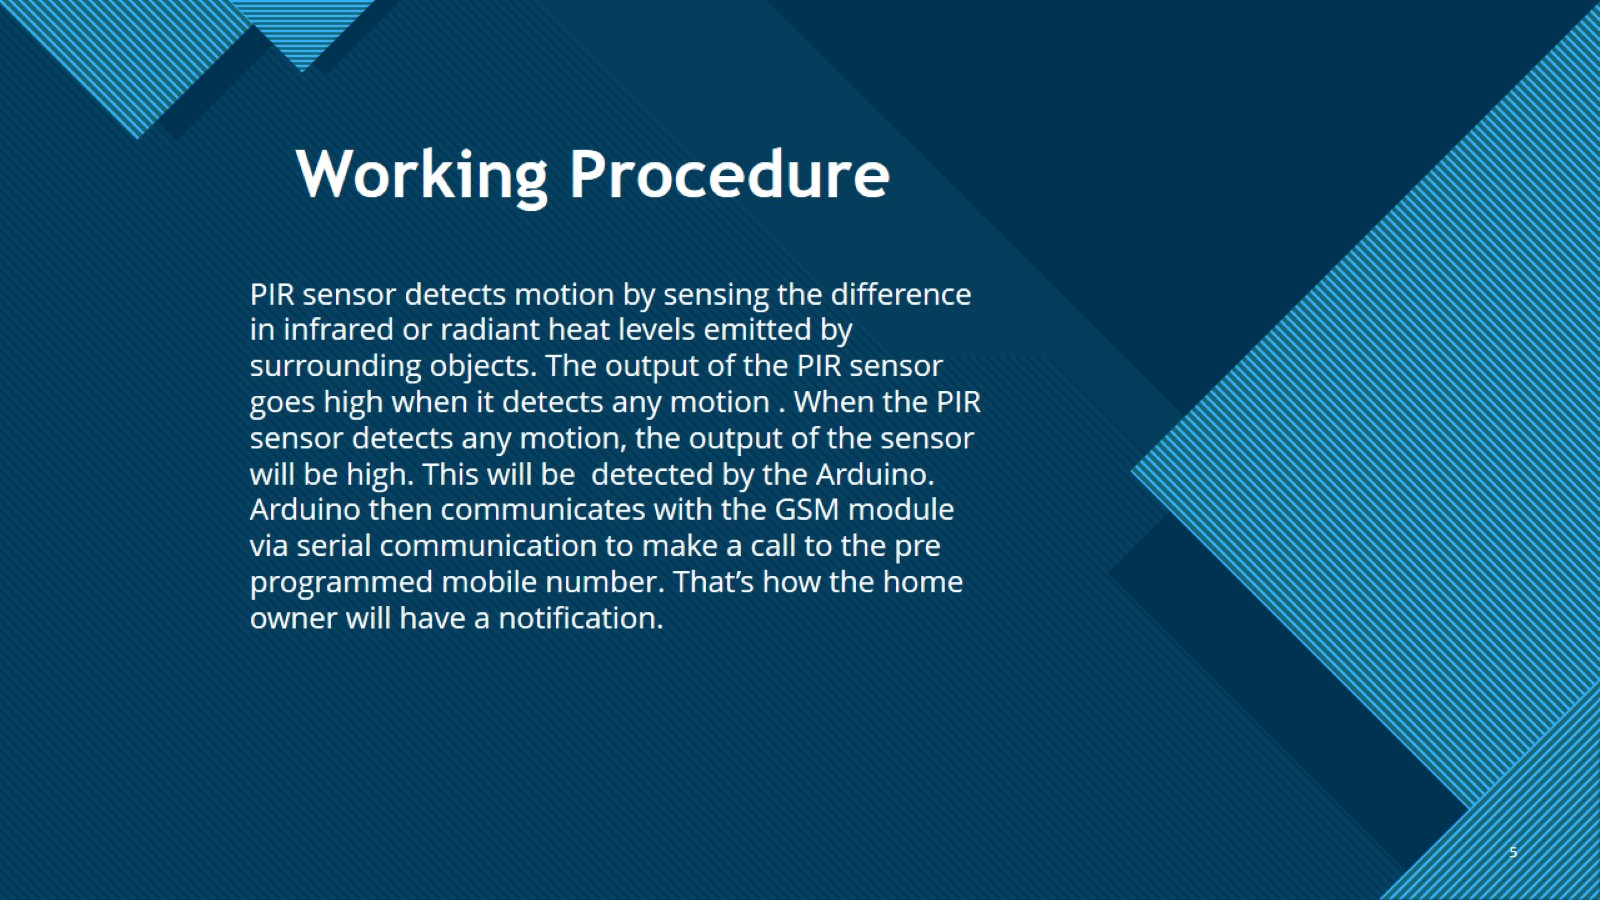 Working Procedure
PIR sensor detects motion by sensing the difference
in infrared or radiant heat levels emitted by
surrounding objects. The output of the PIR sensor
goes high when it detects any motion . When the PIR
sensor detects any motion, the output of the sensor
will be high. This will be  detected by the Arduino.
Arduino then communicates with the GSM module
via serial communication to make a call to the pre
programmed mobile number. That’s how the home
owner will have a notification.
5